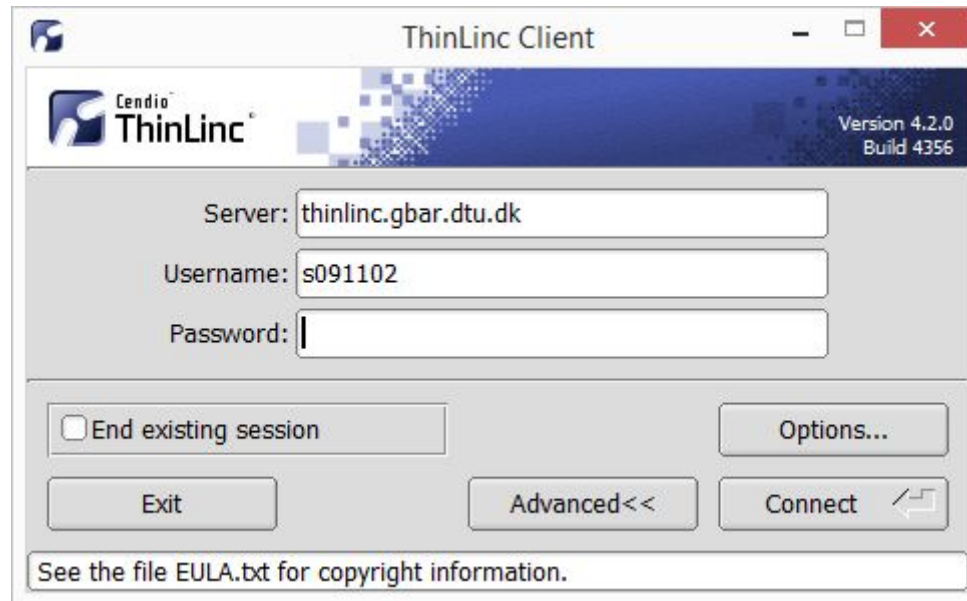 ThinLinc Client
Cendio
ThinLinc
Version 4.2.0
Build 4356
Server: thinlinc.gbar.dtu.dk
Username: s091102
Password:
End existing session
Options...
Exit
Advanced<<
Connect
See the file EULA.txt for copyright information.